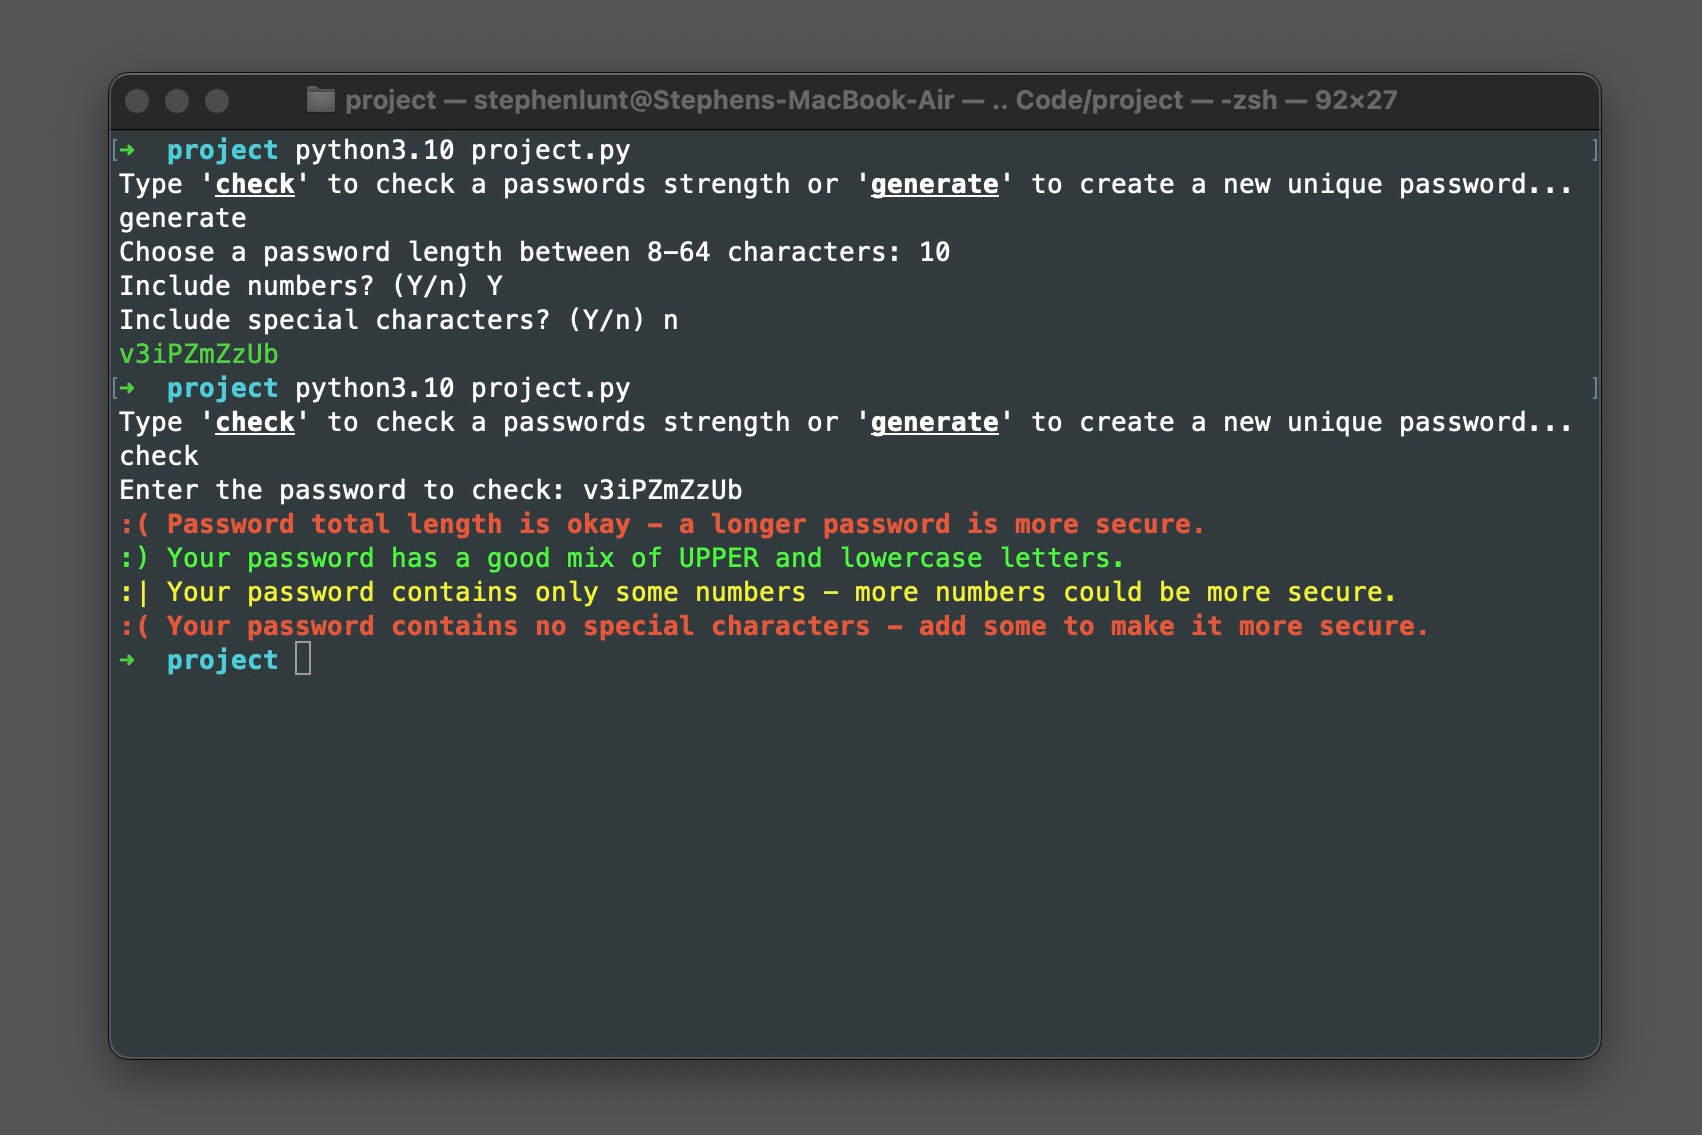 project — stephenlunt@Stephens-MacBook-Air — .. Code/project — -zsh — 92×27
[➜  project python3.10 project.py ]
Type 'check' to check a passwords strength or 'generate' to create a new unique password...
generate
Choose a password length between 8-64 characters: 10
Include numbers? (Y/n) Y
Include special characters? (Y/n) n
v3iPZmZzUb
[➜  project python3.10 project.py ]
Type 'check' to check a passwords strength or 'generate' to create a new unique password...
check
Enter the password to check: v3iPZmZzUb
:( Password total length is okay – a longer password is more secure.
:) Your password has a good mix of UPPER and lowercase letters.
:| Your password contains only some numbers – more numbers could be more secure.
:( Your password contains no special characters – add some to make it more secure.
➜  project